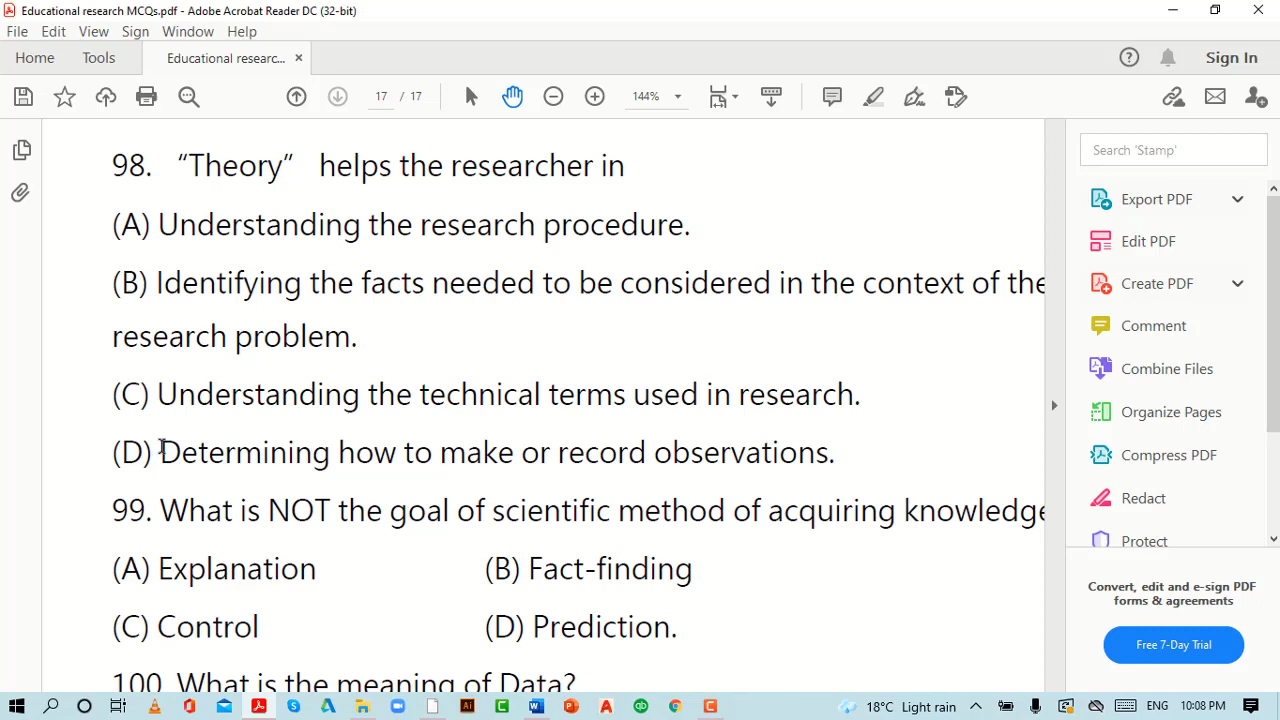 Educational research MCQs.pdf - Adobe Acrobat Reader DC (32-bit)
File Edit View Sign Window Help
Home Tools Educational researc... ×
Sign In
17 / 17
144%
98. “Theory” helps the researcher in
(A) Understanding the research procedure.
(B) Identifying the facts needed to be considered in the context of the
research problem.
(C) Understanding the technical terms used in research.
(D) Determining how to make or record observations.
99. What is NOT the goal of scientific method of acquiring knowledge
(A) Explanation (B) Fact-finding
(C) Control (D) Prediction.
100. What is the meaning of Data?
Search 'Stamp'
Export PDF
Edit PDF
Create PDF
Comment
Combine Files
Organize Pages
Compress PDF
Redact
Protect
Convert, edit and e-sign PDF
forms & agreements
Free 7-Day Trial
18°C Light rain ENG 10:08 PM